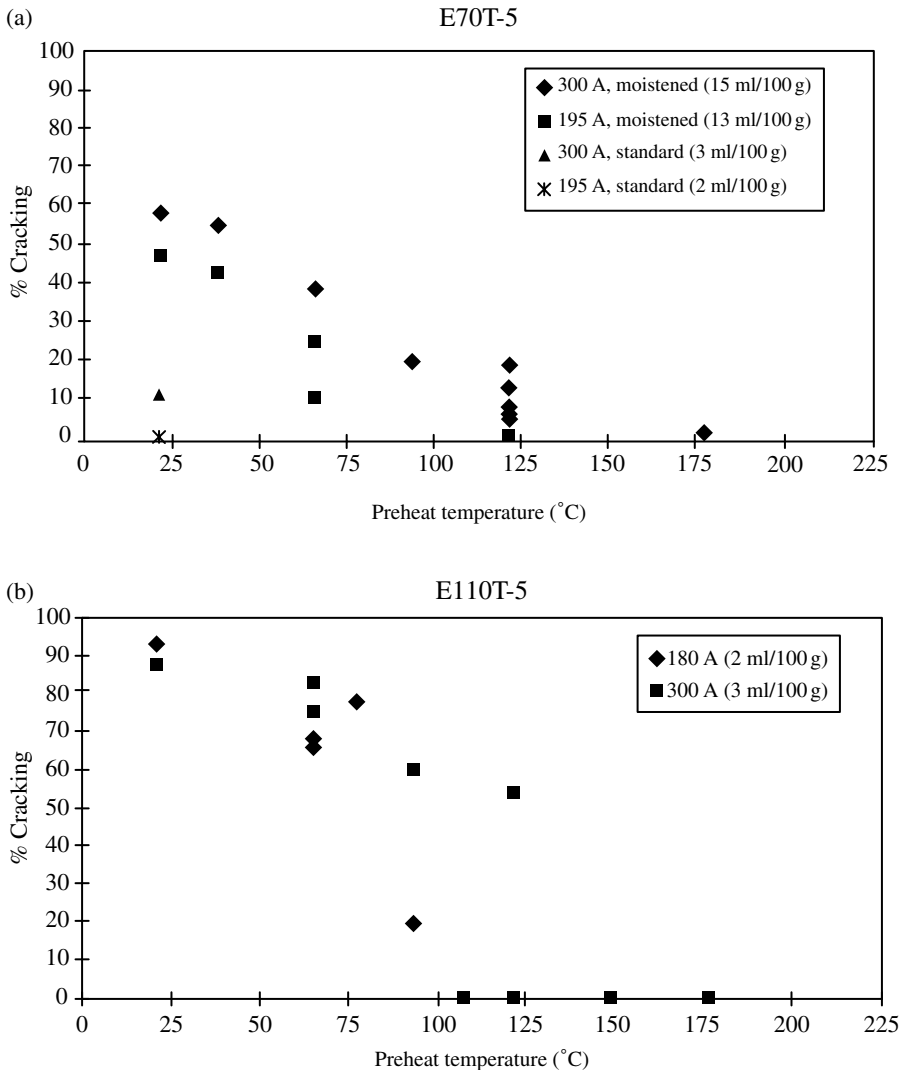 (a)
E70T-5
100
90
80
70
60
50
40
30
20
10
0
% Cracking
300 A, moistened (15 ml/100 g)
195 A, moistened (13 ml/100 g)
300 A, standard (3 ml/100 g)
195 A, standard (2 ml/100 g)
0 25 50 75 100 125 150 175 200 225
Preheat temperature (˚C)
(b)
E110T-5
100
90
80
70
60
50
40
30
20
10
0
% Cracking
180 A (2 ml/100 g)
300 A (3 ml/100 g)
0 25 50 75 100 125 150 175 200 225
Preheat temperature (˚C)